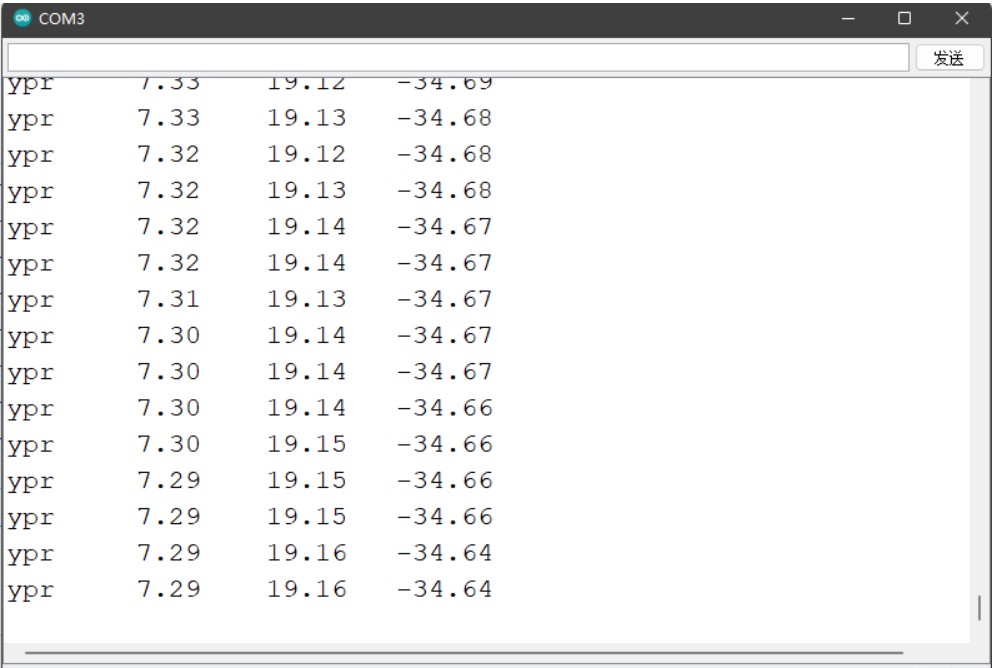 COM3
发送
ypr 7.33 19.12 -34.69
ypr 7.33 19.13 -34.68
ypr 7.32 19.12 -34.68
ypr 7.32 19.13 -34.68
ypr 7.32 19.14 -34.67
ypr 7.32 19.14 -34.67
ypr 7.31 19.13 -34.67
ypr 7.30 19.14 -34.67
ypr 7.30 19.14 -34.67
ypr 7.30 19.14 -34.66
ypr 7.30 19.15 -34.66
ypr 7.29 19.15 -34.66
ypr 7.29 19.15 -34.66
ypr 7.29 19.16 -34.64
ypr 7.29 19.16 -34.64